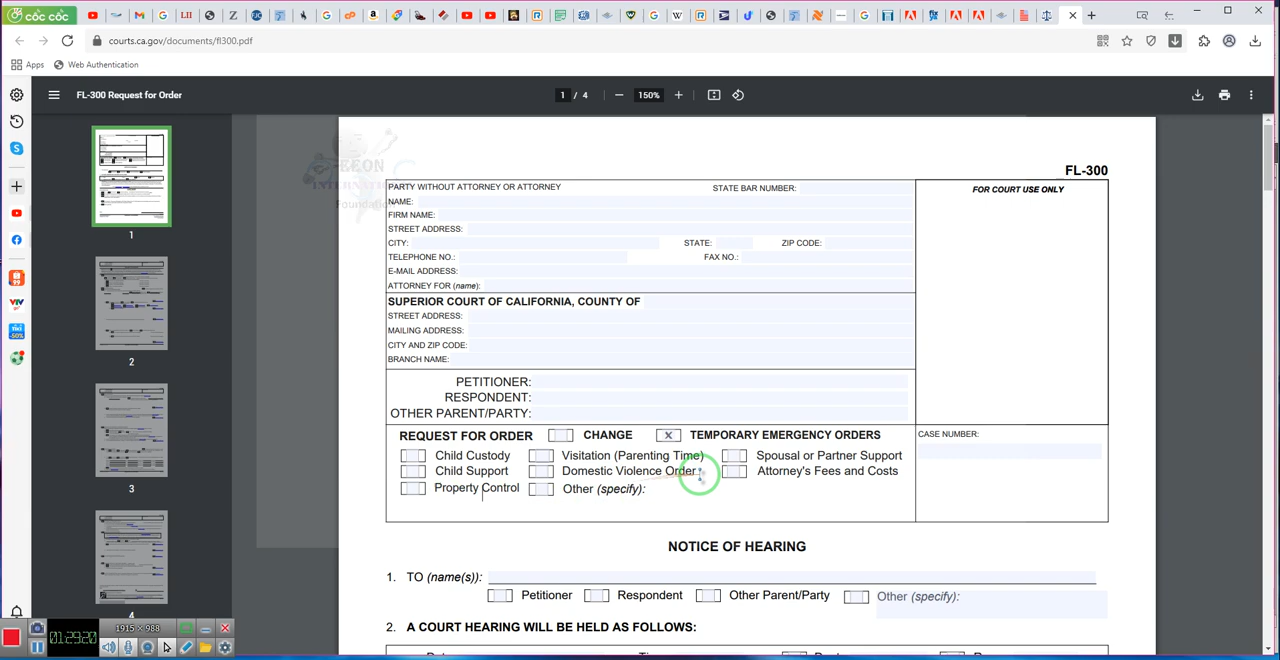 cốc cốc
courts.ca.gov/documents/fl300.pdf
Apps Web Authentication
FL-300 Request for Order
1 / 4
150%
1
2
3
4
FL-300
PARTY WITHOUT ATTORNEY OR ATTORNEY STATE BAR NUMBER:
FOR COURT USE ONLY
NAME:
FIRM NAME:
STREET ADDRESS:
CITY: STATE: ZIP CODE:
TELEPHONE NO.: FAX NO.:
E-MAIL ADDRESS:
ATTORNEY FOR (name):
SUPERIOR COURT OF CALIFORNIA, COUNTY OF
STREET ADDRESS:
MAILING ADDRESS:
CITY AND ZIP CODE:
BRANCH NAME:
PETITIONER:
RESPONDENT:
OTHER PARENT/PARTY:
REQUEST FOR ORDER CHANGE X TEMPORARY EMERGENCY ORDERS
CASE NUMBER:
Child Custody Visitation (Parenting Time) Spousal or Partner Support
Child Support Domestic Violence Order Attorney's Fees and Costs
Property Control Other (specify):
NOTICE OF HEARING
1. TO (name(s)):
Petitioner Respondent Other Parent/Party Other (specify):
2. A COURT HEARING WILL BE HELD AS FOLLOWS:
01:29:20
1915 x 988